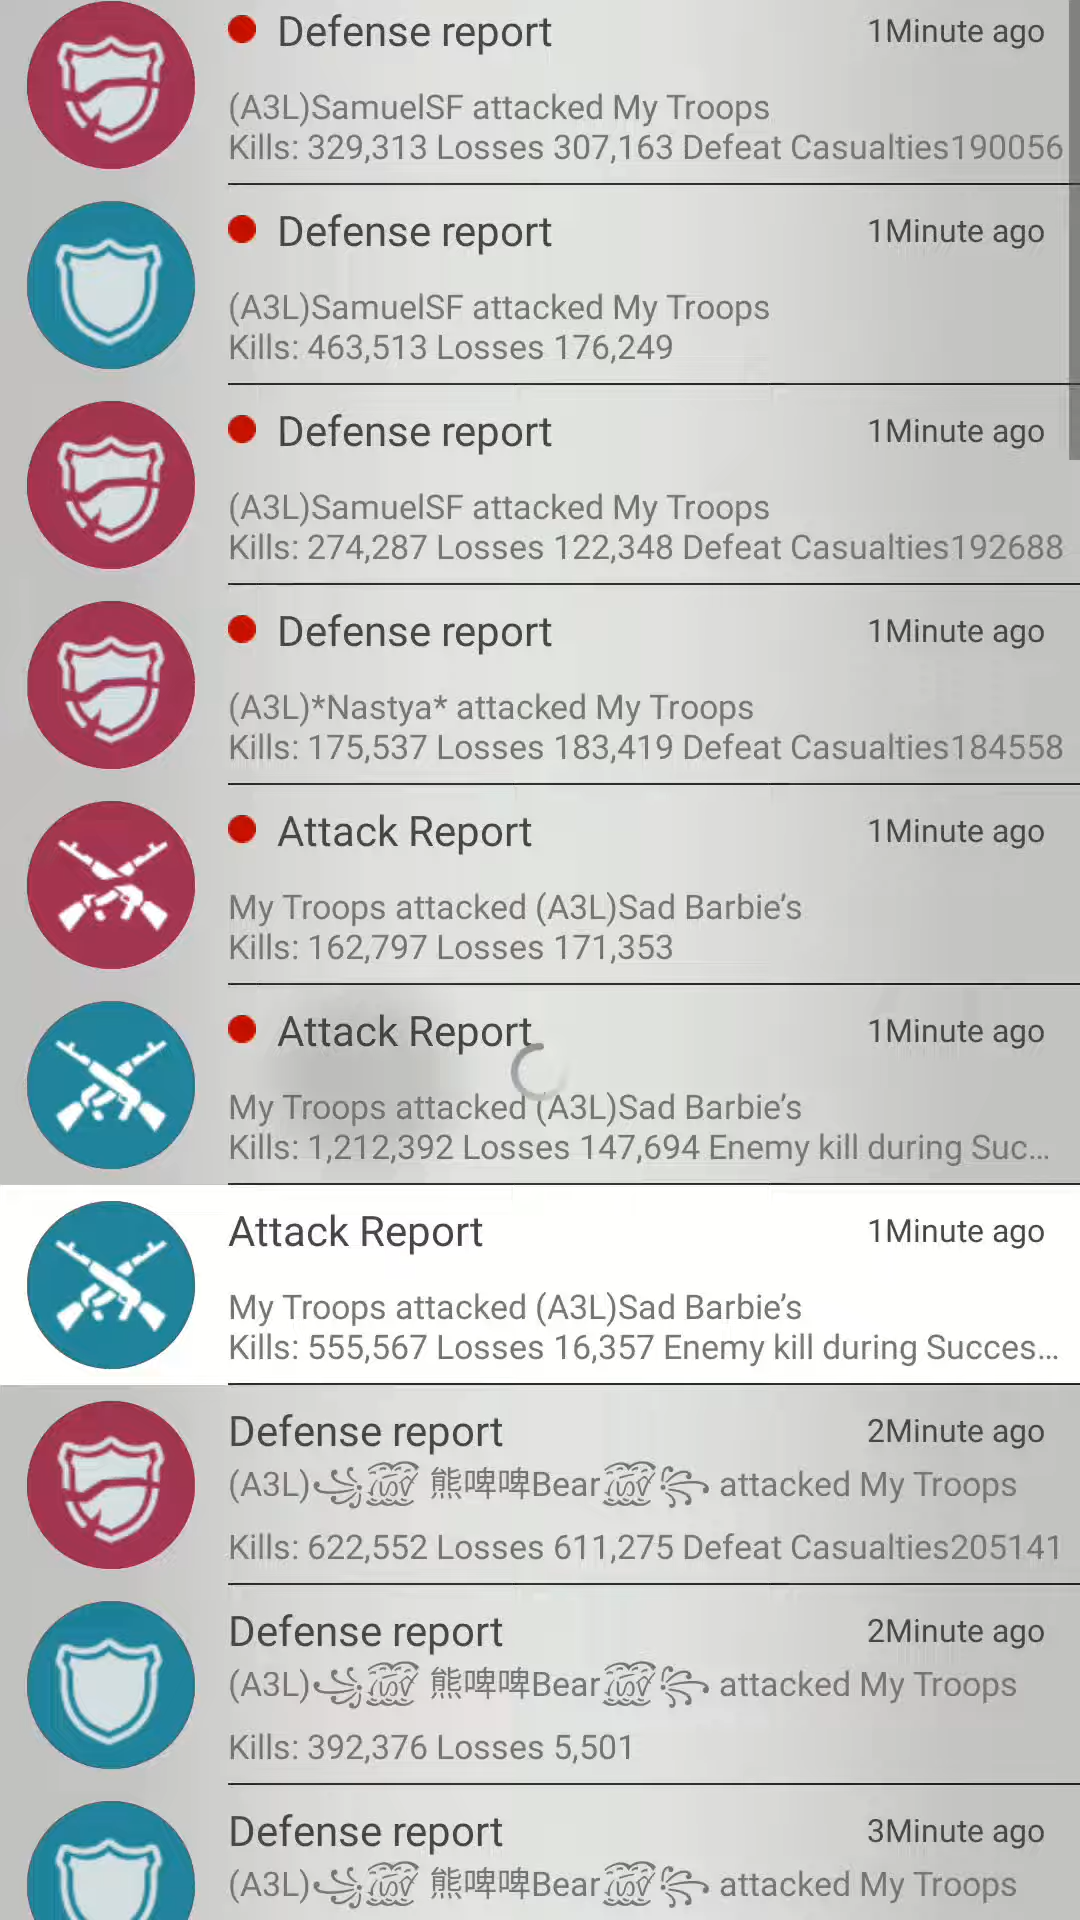 Defense report
1Minute ago
(A3L)SamuelSF attacked My Troops
Kills: 329,313 Losses 307,163 Defeat Casualties190056
Defense report
1Minute ago
(A3L)SamuelSF attacked My Troops
Kills: 463,513 Losses 176,249
Defense report
1Minute ago
(A3L)SamuelSF attacked My Troops
Kills: 274,287 Losses 122,348 Defeat Casualties192688
Defense report
1Minute ago
(A3L)*Nastya* attacked My Troops
Kills: 175,537 Losses 183,419 Defeat Casualties184558
Attack Report
1Minute ago
My Troops attacked (A3L)Sad Barbie’s
Kills: 162,797 Losses 171,353
Attack Report
1Minute ago
My Troops attacked (A3L)Sad Barbie’s
Kills: 1,212,392 Losses 147,694 Enemy kill during Suc...
Attack Report
1Minute ago
My Troops attacked (A3L)Sad Barbie’s
Kills: 555,567 Losses 16,357 Enemy kill during Succes...
Defense report
2Minute ago
(A3L) 熊啤啤Bear attacked My Troops
Kills: 622,552 Losses 611,275 Defeat Casualties205141
Defense report
2Minute ago
(A3L) 熊啤啤Bear attacked My Troops
Kills: 392,376 Losses 5,501
Defense report
3Minute ago
(A3L) 熊啤啤Bear attacked My Troops